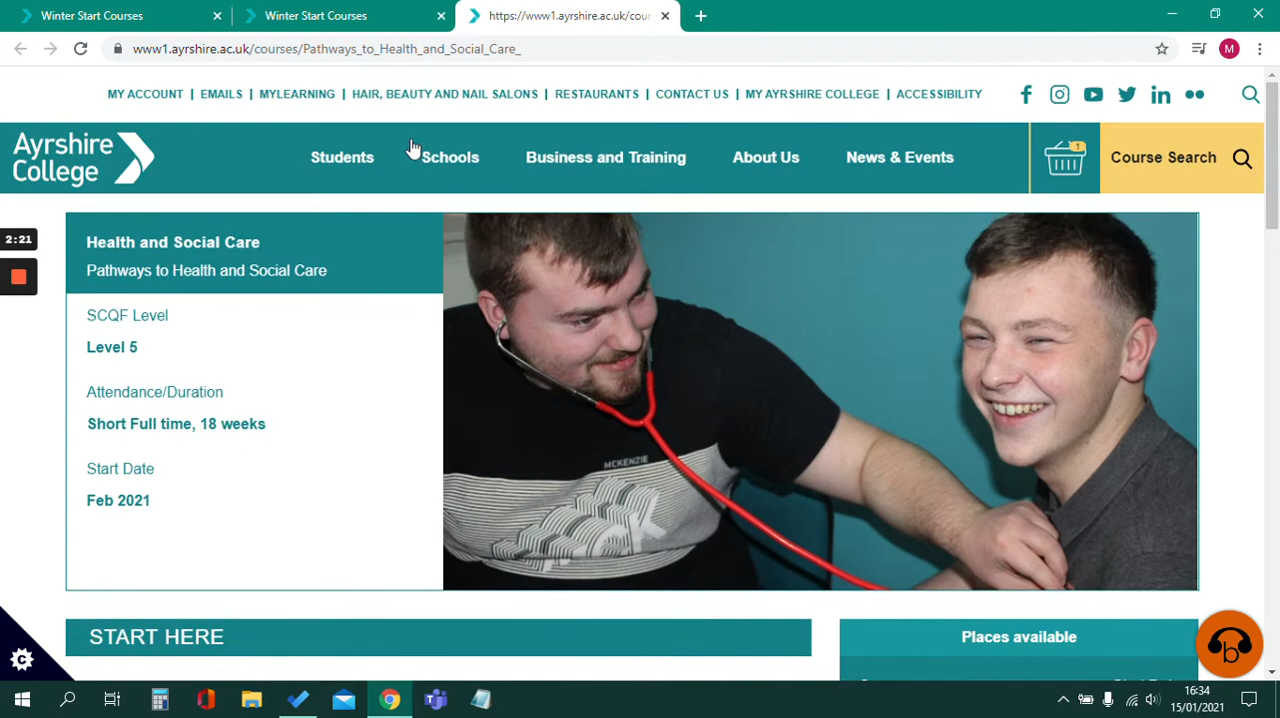 Winter Start Courses
Winter Start Courses
https://www1.ayrshire.ac.uk/cour
www1.ayrshire.ac.uk/courses/Pathways_to_Health_and_Social_Care_
M
MY ACCOUNT | EMAILS | MYLEARNING | HAIR, BEAUTY AND NAIL SALONS | RESTAURANTS | CONTACT US | MY AYRSHIRE COLLEGE | ACCESSIBILITY
Ayrshire
College
Students
Schools
Business and Training
About Us
News & Events
1
Course Search
2:21
Health and Social Care
Pathways to Health and Social Care
SCQF Level
Level 5
Attendance/Duration
Short Full time, 18 weeks
Start Date
Feb 2021
MCKENZIE
START HERE
Places available
16:34
15/01/2021